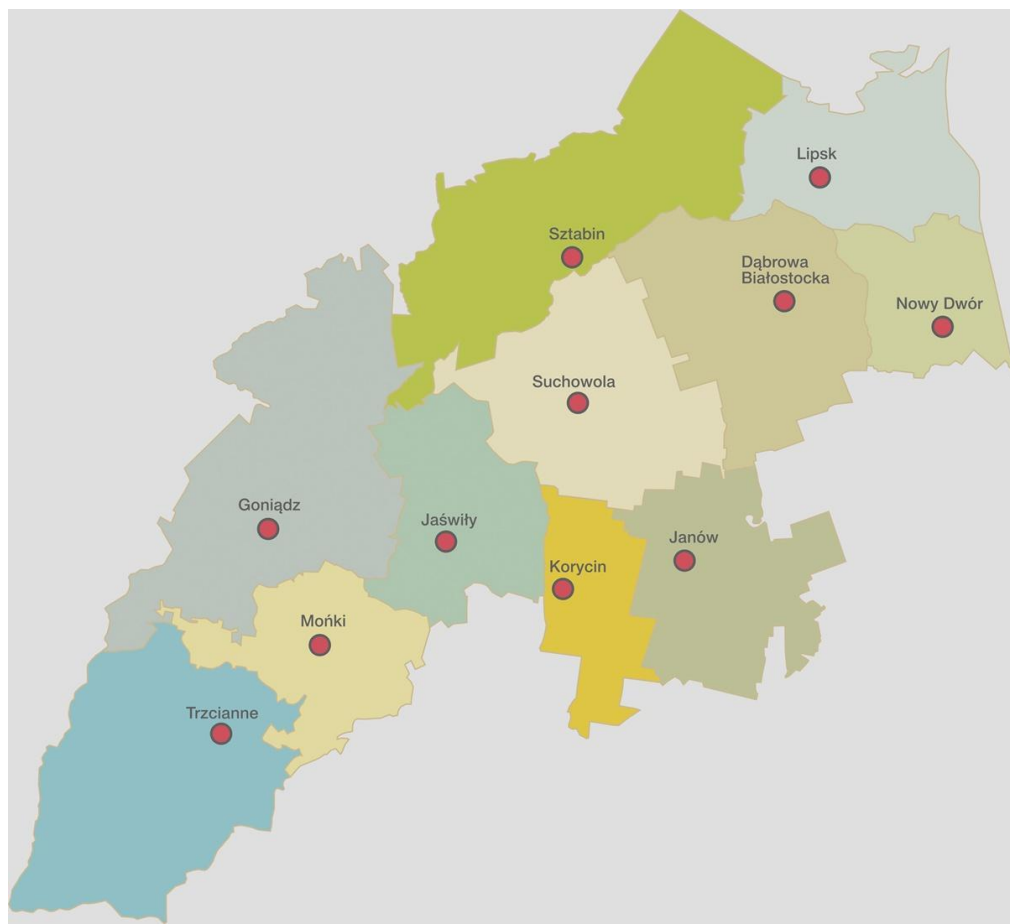 Lipsk
Sztabin
Dąbrowa
Białostocka
Nowy Dwór
Suchowola
Goniądz
Jaświły
Janów
Korycin
Mońki
Trzcianne